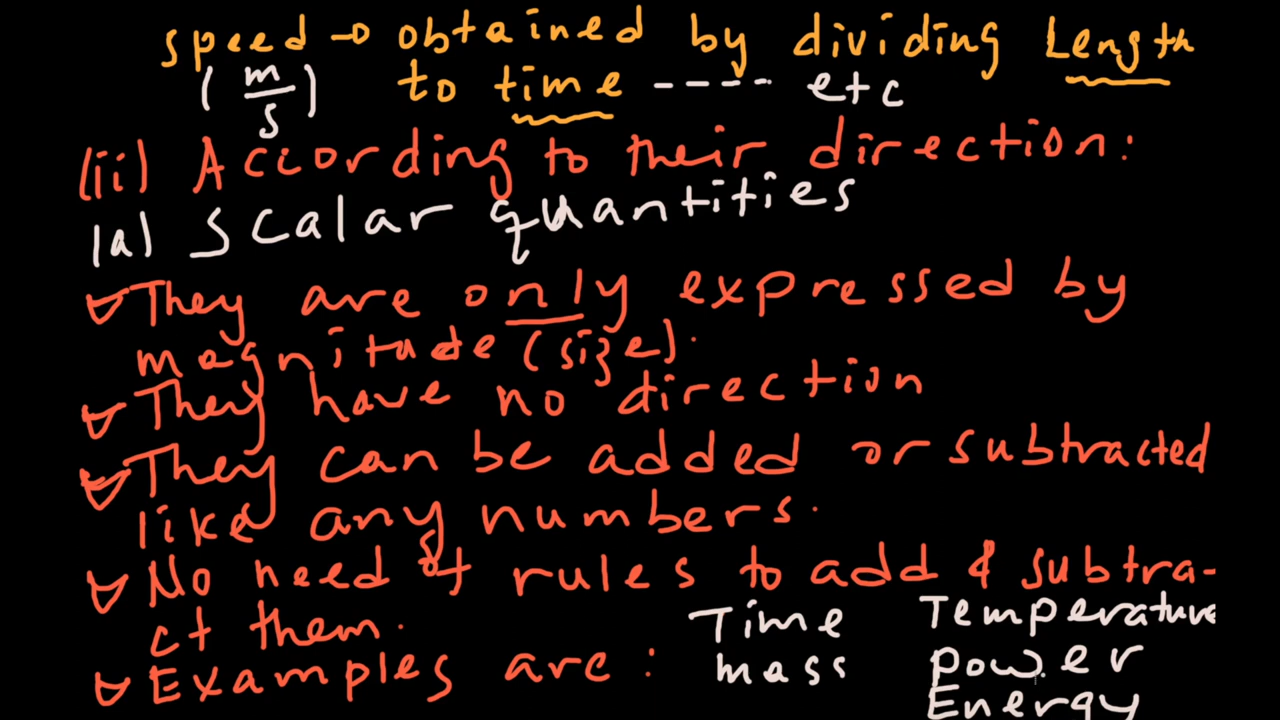 speed → obtained by dividing Length
( m/s ) to time ---- etc
(ii) According to their direction:
(a) Scalar quantities
They are only expressed by
magnitude (size).
They have no direction
They can be added or subtracted
like any numbers.
No need of rules to add & subtra-
ct them.
Examples are: Time Temperature
mass power
Energy